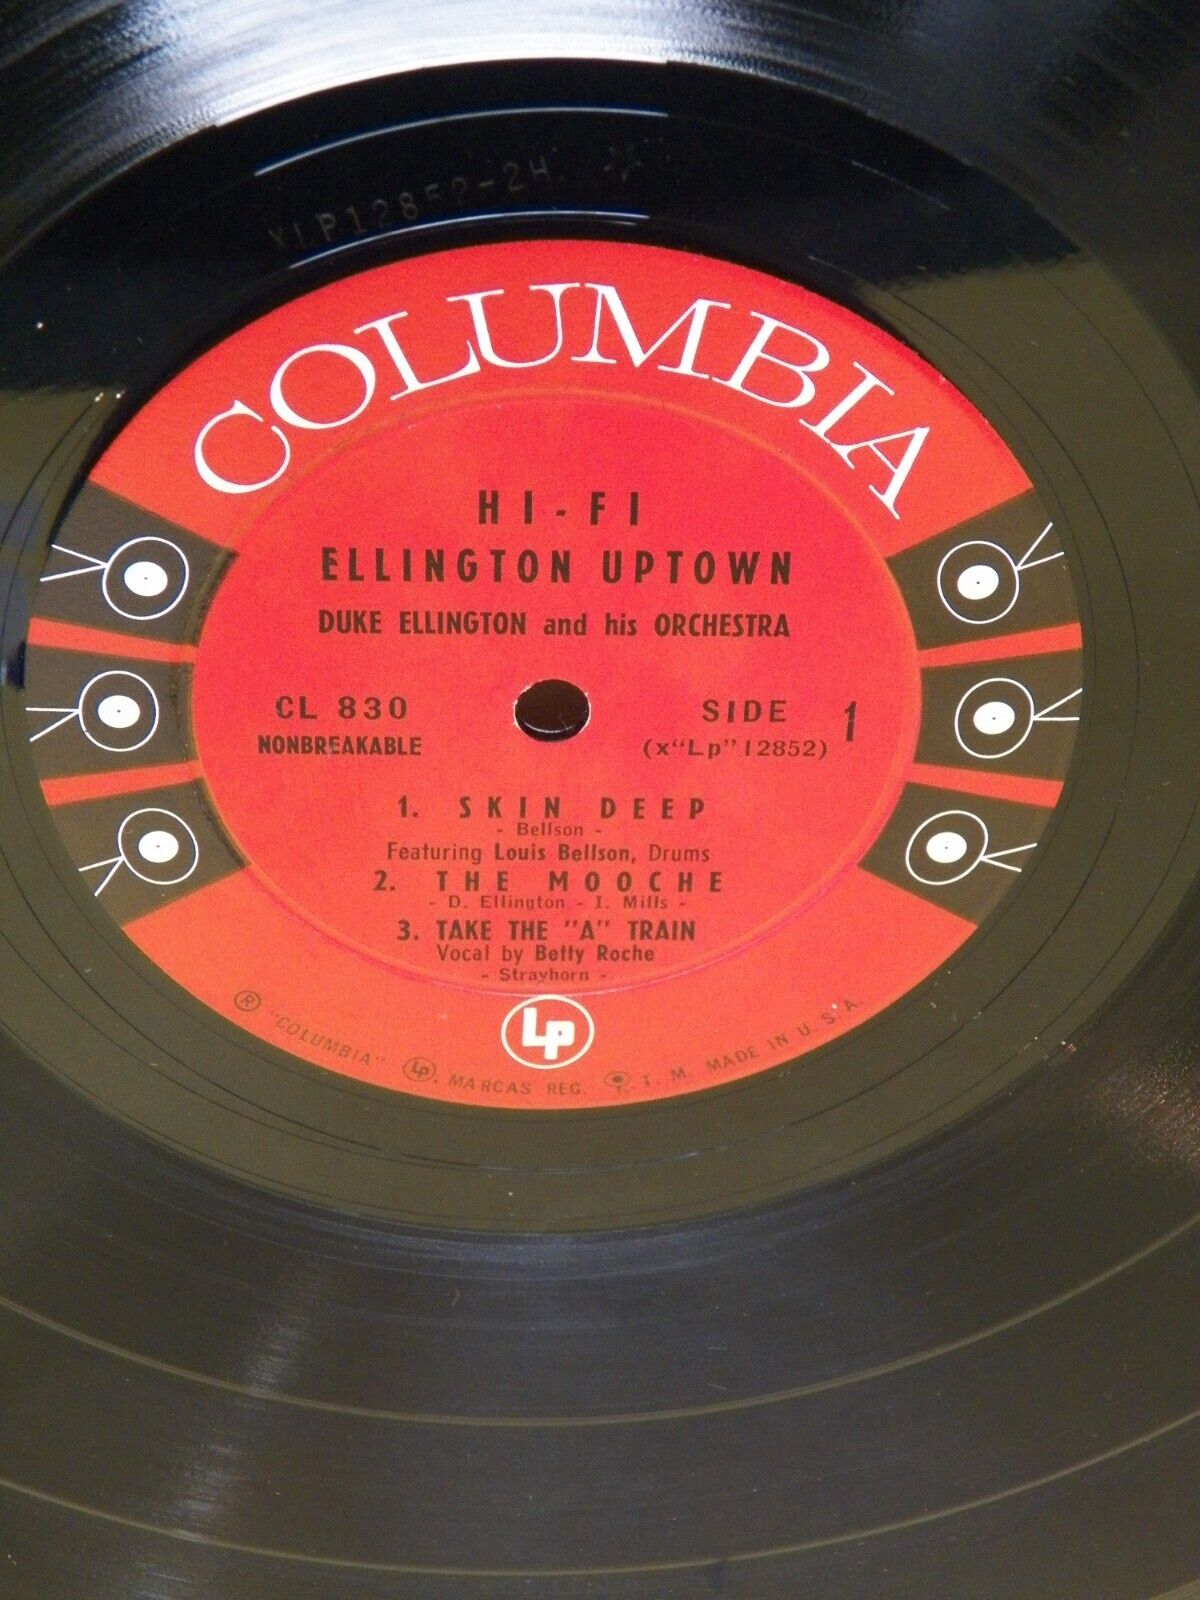 XLP12852-2H
COLUMBIA
HI-FI
ELLINGTON UPTOWN
DUKE ELLINGTON and his ORCHESTRA
CL 830
NONBREAKABLE
SIDE 1
(x"Lp"12852)
1. SKIN DEEP
- Bellson -
Featuring Louis Bellson, Drums
2. THE MOOCHE
- D. Ellington - I. Mills -
3. TAKE THE "A" TRAIN
Vocal by Betty Roche
- Strayhorn -
Lp
® "COLUMBIA" Lp, MARCAS REG. T. M. MADE IN U.S.A.